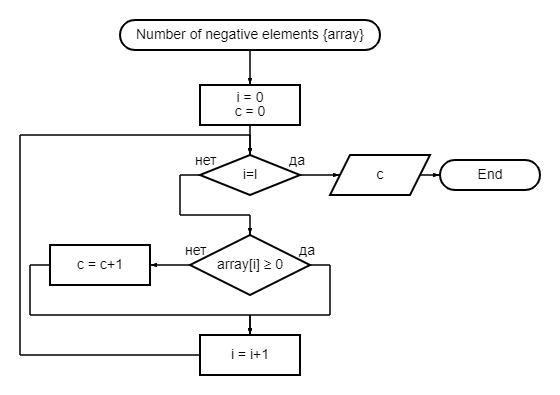 Number of negative elements {array}
i = 0
c = 0
нет
да
i=l
c
End
нет
да
array[i] ≥ 0
c = c+1
i = i+1